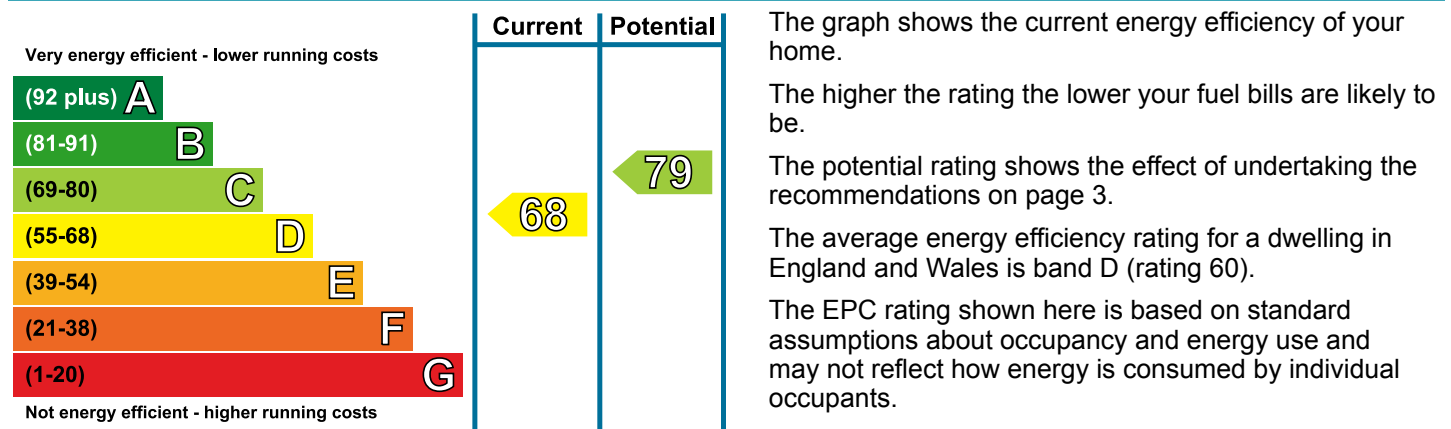 Current Potential
Very energy efficient - lower running costs
(92 plus) A
(81-91) B
(69-80) C
(55-68) D
(39-54) E
(21-38) F
(1-20) G
Not energy efficient - higher running costs
68
79
The graph shows the current energy efficiency of your
home.
The higher the rating the lower your fuel bills are likely to
be.
The potential rating shows the effect of undertaking the
recommendations on page 3.
The average energy efficiency rating for a dwelling in
England and Wales is band D (rating 60).
The EPC rating shown here is based on standard
assumptions about occupancy and energy use and
may not reflect how energy is consumed by individual
occupants.